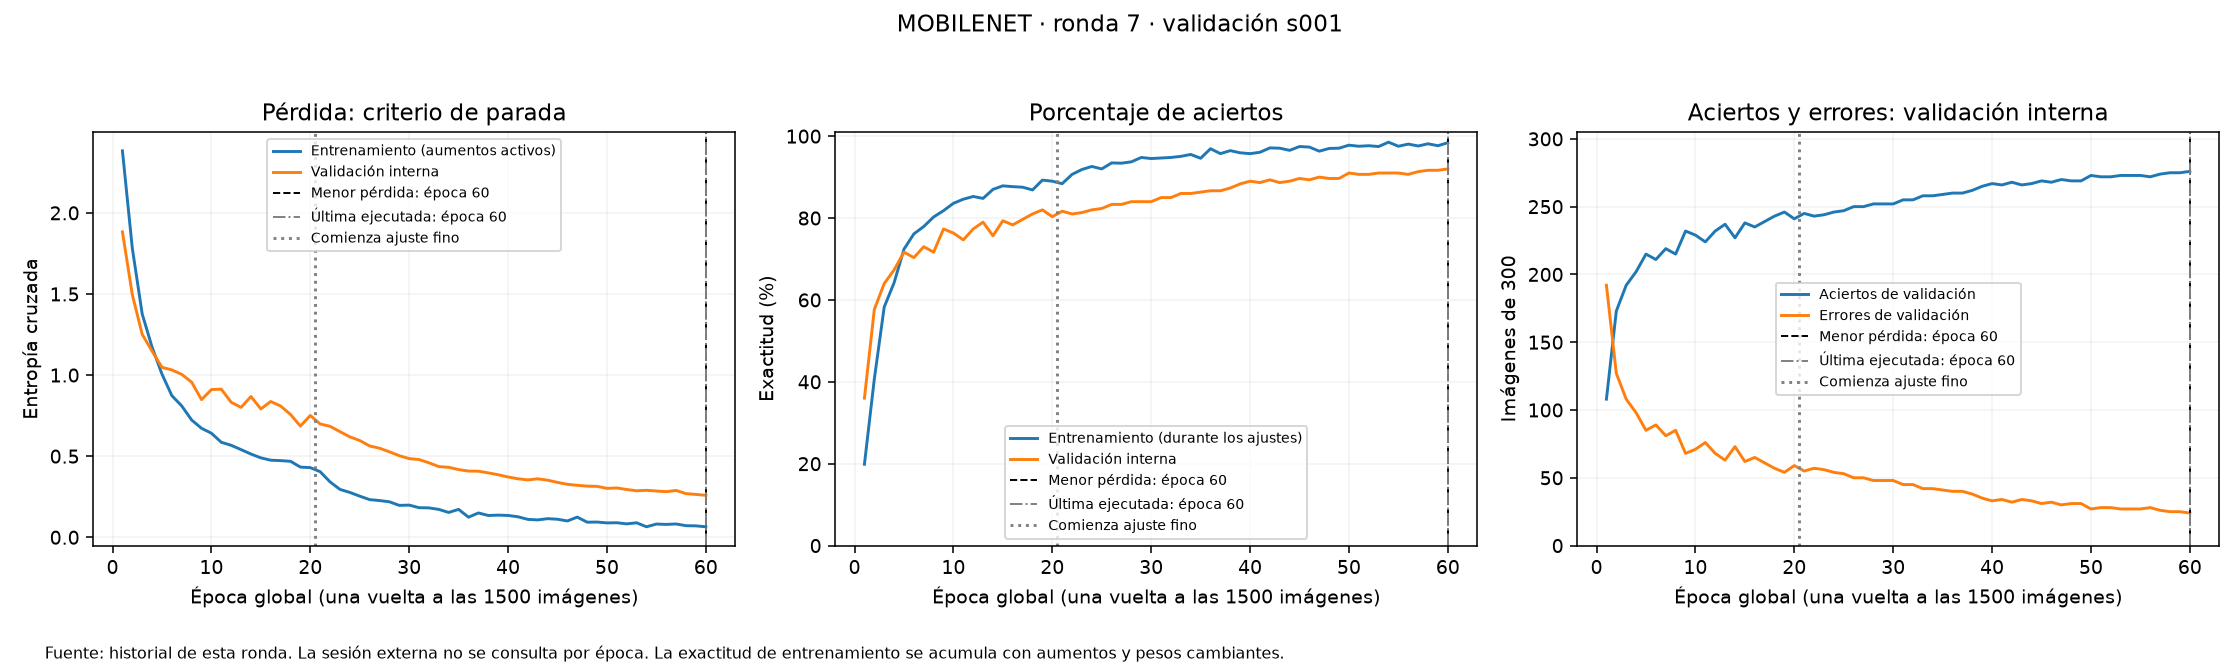 MOBILENET · ronda 7 · validación s001
Pérdida: criterio de parada
Entropía cruzada
2.0
1.5
1.0
0.5
0.0
Entrenamiento (aumentos activos)
Validación interna
Menor pérdida: época 60
Última ejecutada: época 60
Comienza ajuste fino
0 10 20 30 40 50 60
Época global (una vuelta a las 1500 imágenes)
Porcentaje de aciertos
Exactitud (%)
100
80
60
40
20
0
Entrenamiento (durante los ajustes)
Validación interna
Menor pérdida: época 60
Última ejecutada: época 60
Comienza ajuste fino
0 10 20 30 40 50 60
Época global (una vuelta a las 1500 imágenes)
Aciertos y errores: validación interna
Imágenes de 300
300
250
200
150
100
50
0
Aciertos de validación
Errores de validación
Menor pérdida: época 60
Última ejecutada: época 60
Comienza ajuste fino
0 10 20 30 40 50 60
Época global (una vuelta a las 1500 imágenes)
Fuente: historial de esta ronda. La sesión externa no se consulta por época. La exactitud de entrenamiento se acumula con aumentos y pesos cambiantes.